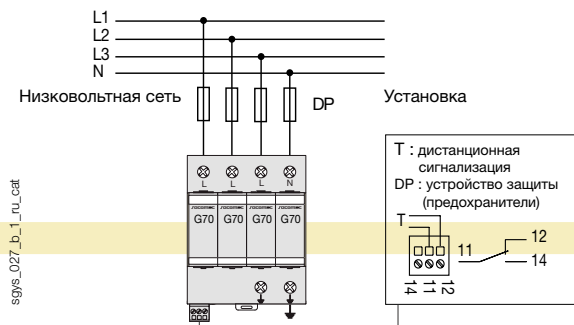 L1
L2
L3
N
Низковольтная сеть
DP
Установка
L L L N
socomec socomec socomec socomec
G70 G70 G70 G70
T : дистанционная
сигнализация
DP : устройство защиты
(предохранители)
T
11
12
14
14 11 12
sgys_027_b_1_ru_cat